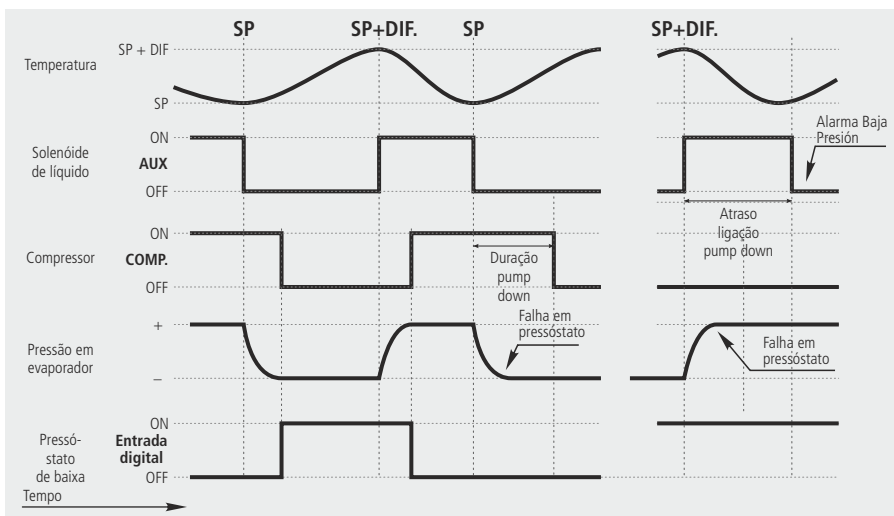 SP
SP+DIF.
SP
SP+DIF.
Temperatura
SP + DIF
SP
Alarma Baja
Presión
Solenóide
de líquido
AUX
ON
OFF
Atraso
ligação
pump down
Compressor
COMP.
ON
OFF
Duração
pump
down
Pressão em
evaporador
+
–
Falha em
pressóstato
Falha em
pressóstato
Pressó-
stato
de baixa
Entrada
digital
ON
OFF
Tempo